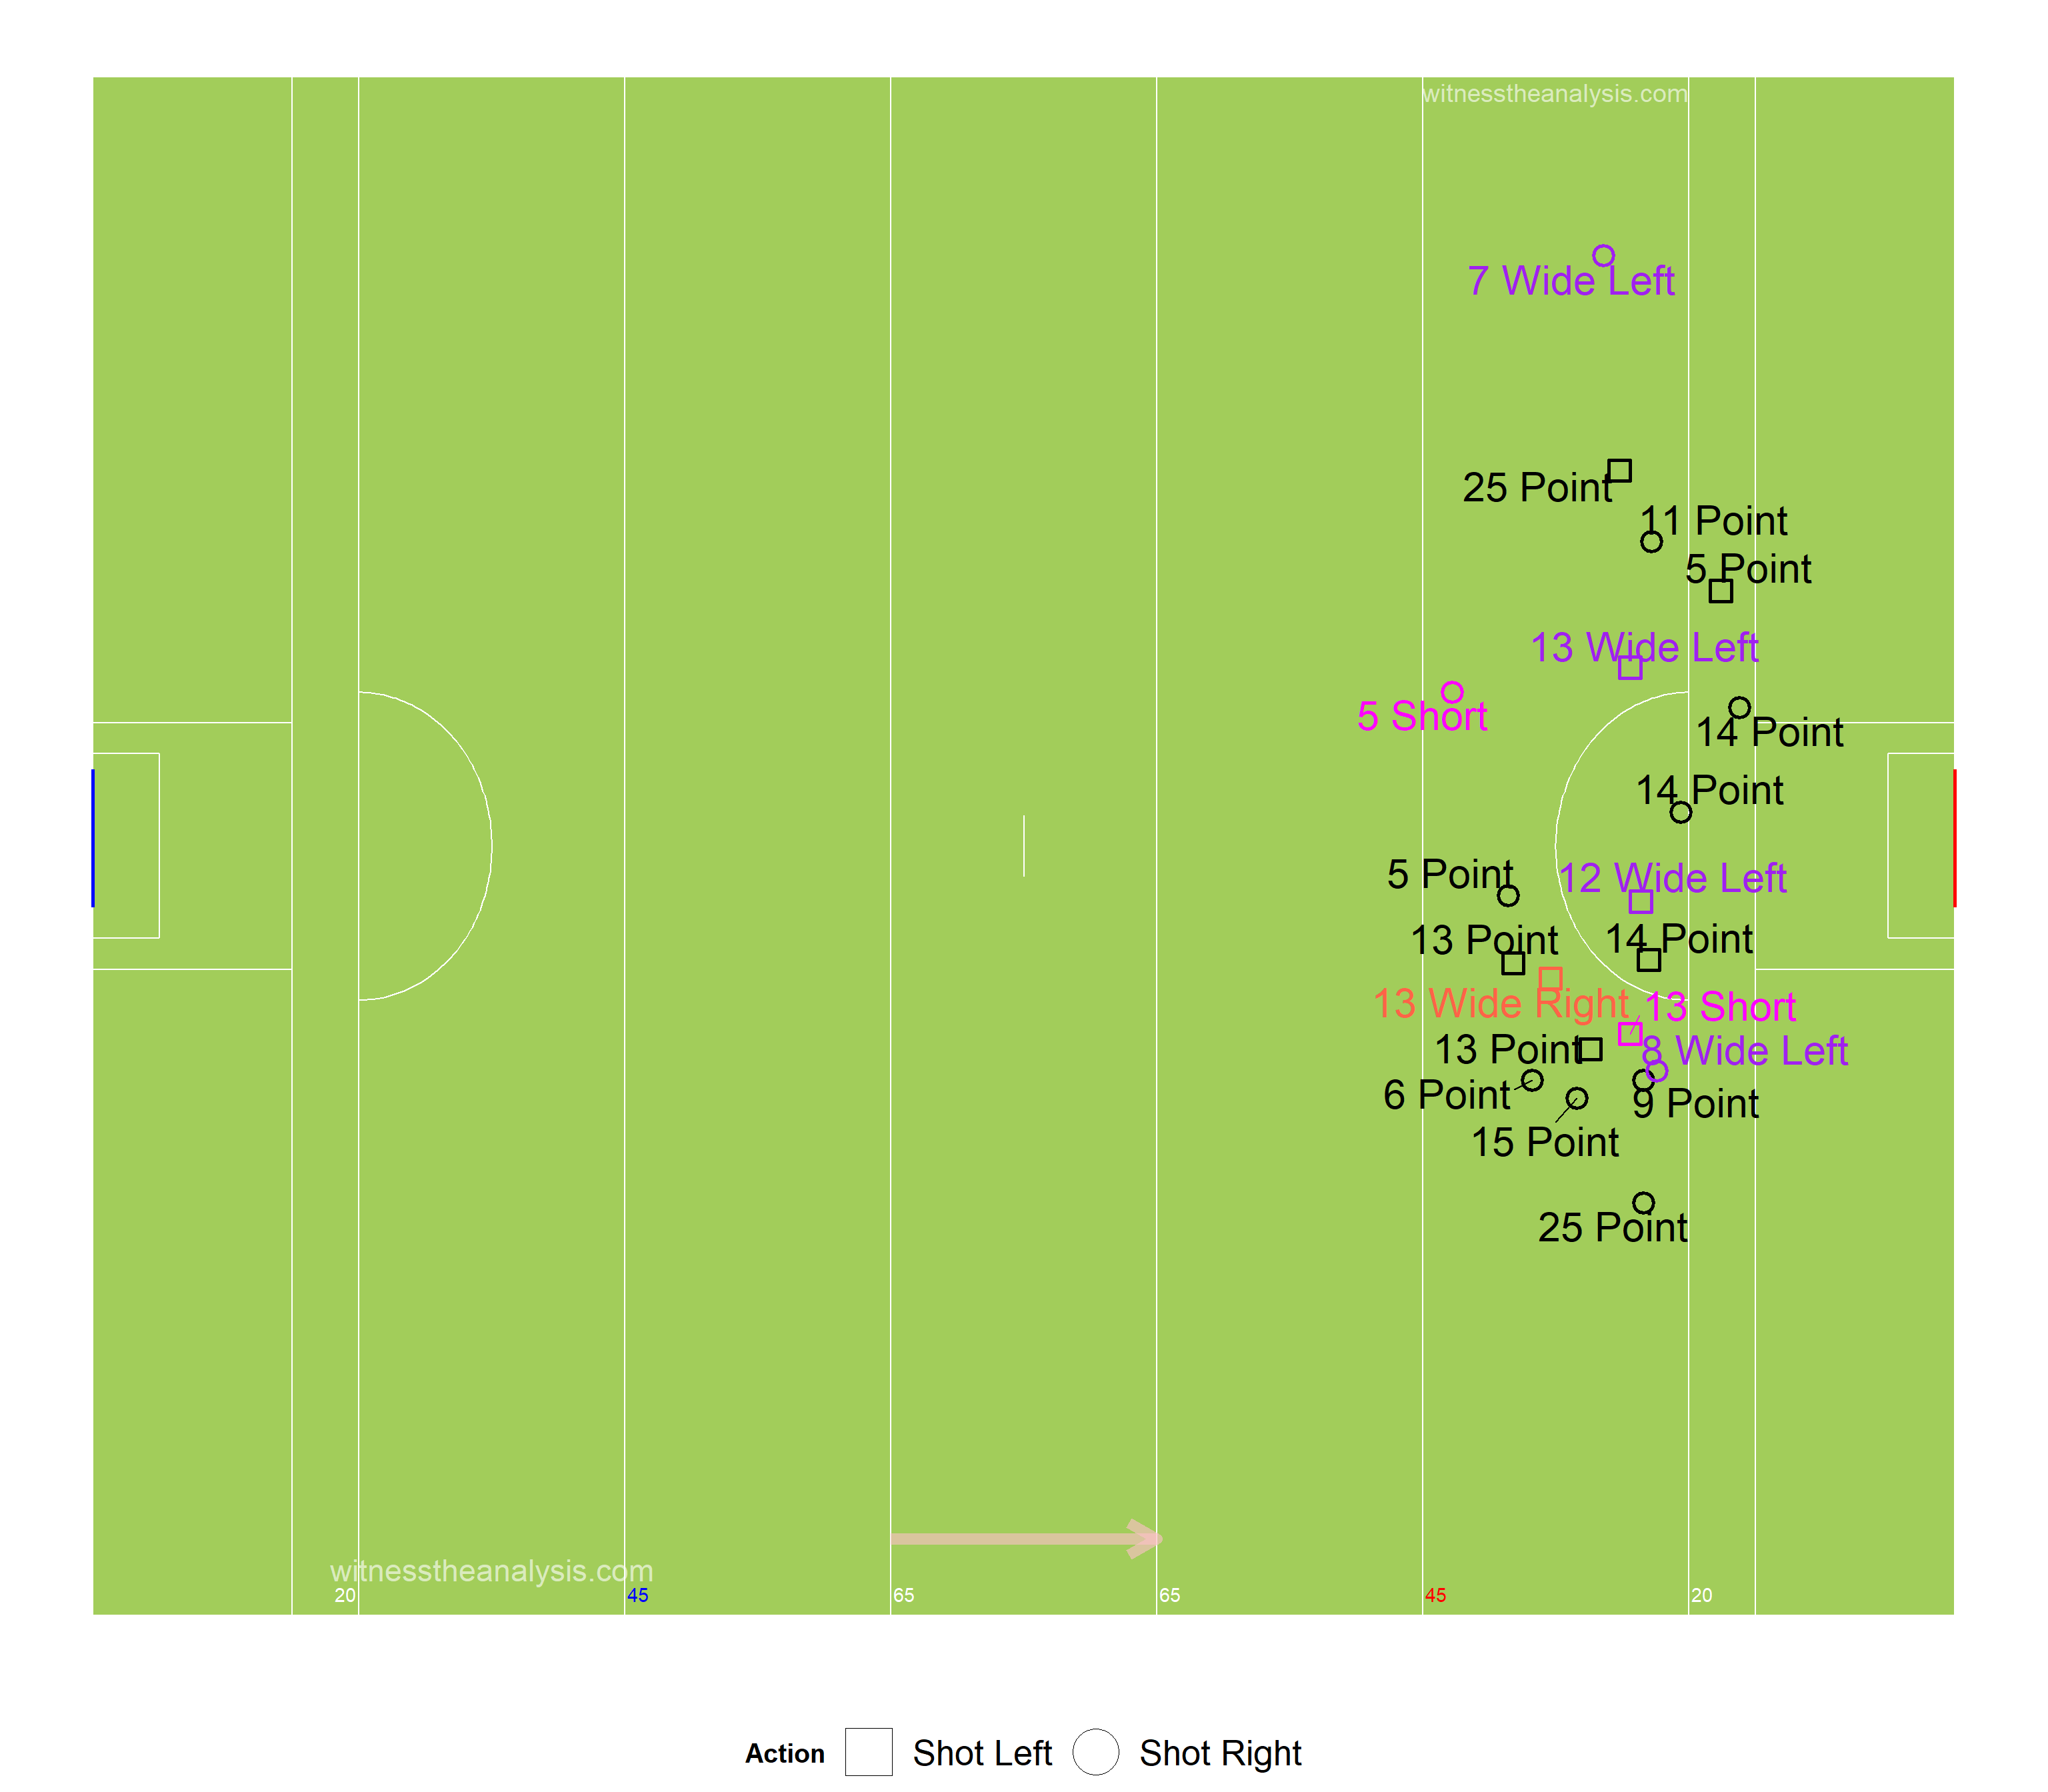 witnesstheanalysis.com
7 Wide Left
25 Point
11 Point
5 Point
13 Wide Left
5 Short
14 Point
14 Point
5 Point
12 Wide Left
13 Point
14 Point
13 Wide Right
13 Short
13 Point
8 Wide Left
6 Point
9 Point
15 Point
25 Point
witnesstheanalysis.com
20
45
65
65
45
20
Action
Shot Left
Shot Right